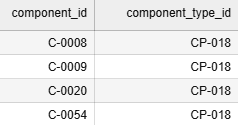 component_id component_type_id
C-0008 CP-018
C-0009 CP-018
C-0020 CP-018
C-0054 CP-018